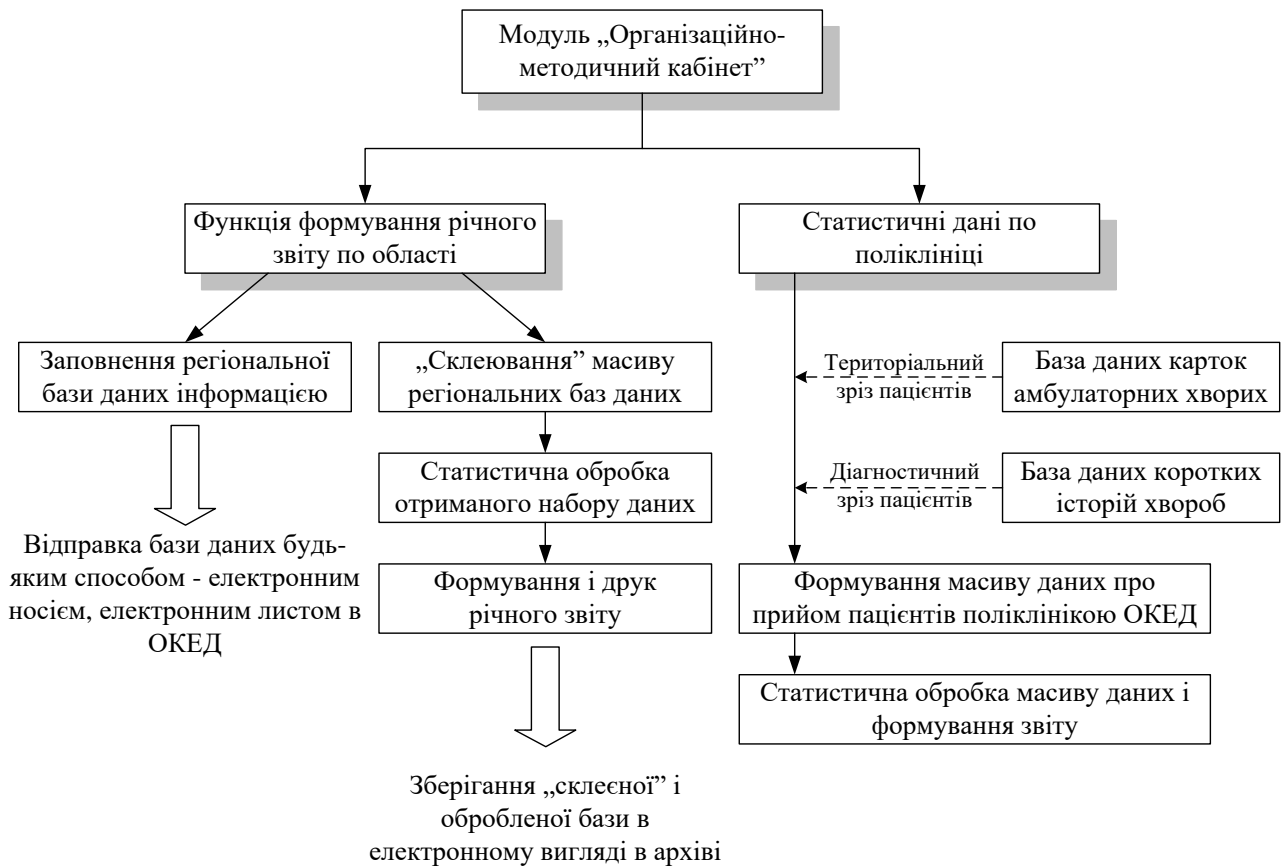 Модуль „Організаційно-
методичний кабінет”
Функція формування річного
звіту по області
Статистичні дані по
поліклініці
Заповнення регіональної
бази даних інформацією
„Склеювання” масиву
регіональних баз даних
Територіальний
зріз пацієнтів
База даних карток
амбулаторних хворих
Статистична обробка
отриманого набору даних
Діагностичний
зріз пацієнтів
База даних коротких
історій хвороб
Відправка бази даних будь-
яким способом - електронним
носієм, електронним листом в
ОКЕД
Формування і друк
річного звіту
Формування масиву даних про
прийом пацієнтів поліклінікою ОКЕД
Статистична обробка масиву даних і
формування звіту
Зберігання „склеєної” і
обробленої бази в
електронному вигляді в архіві